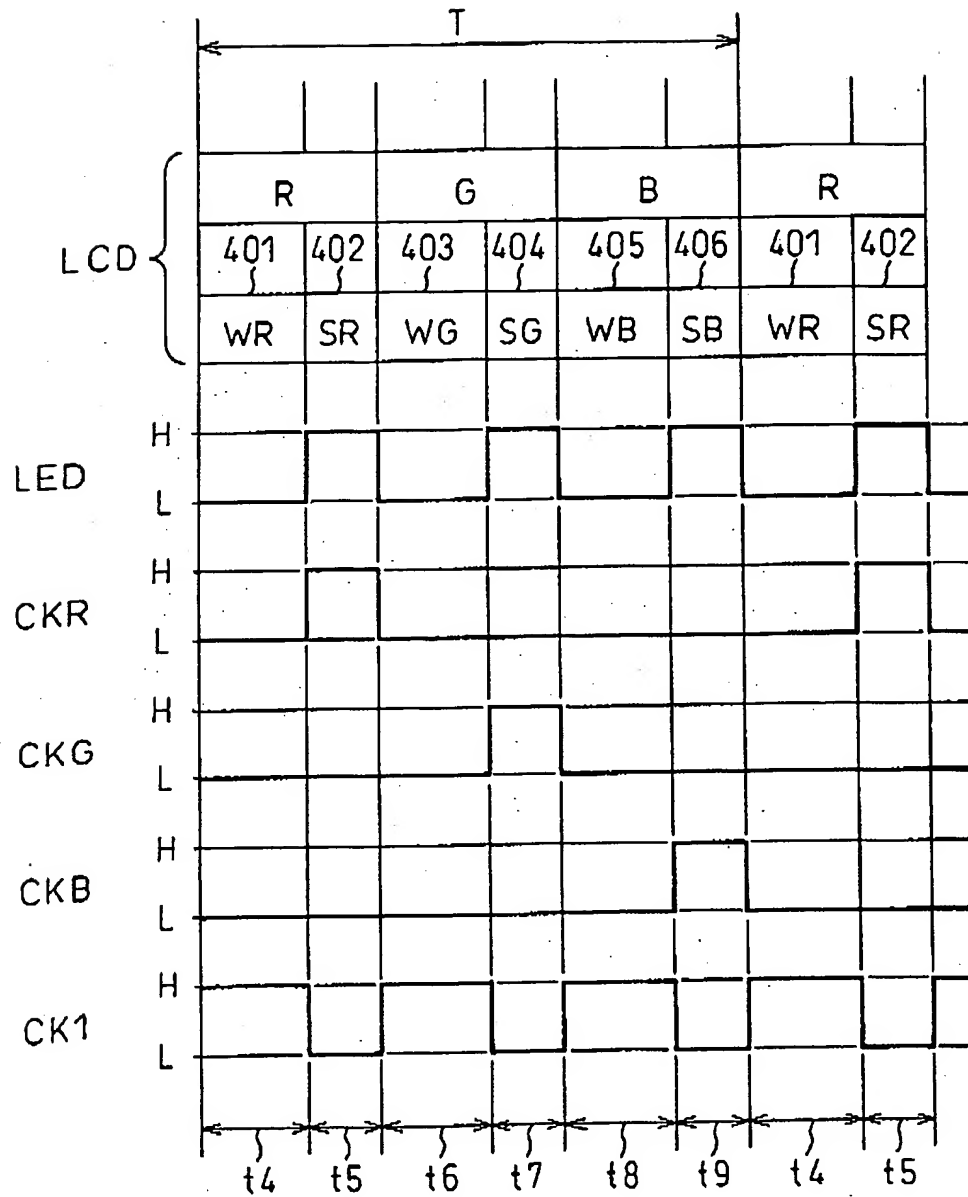 T
R G B R
LCD
401 402 403 404 405 406 401 402
WR SR WG SG WB SB WR SR
H
LED
L
H
CKR
L
H
CKG
L
H
CKB
L
H
CK1
L
t4 t5 t6 t7 t8 t9 t4 t5